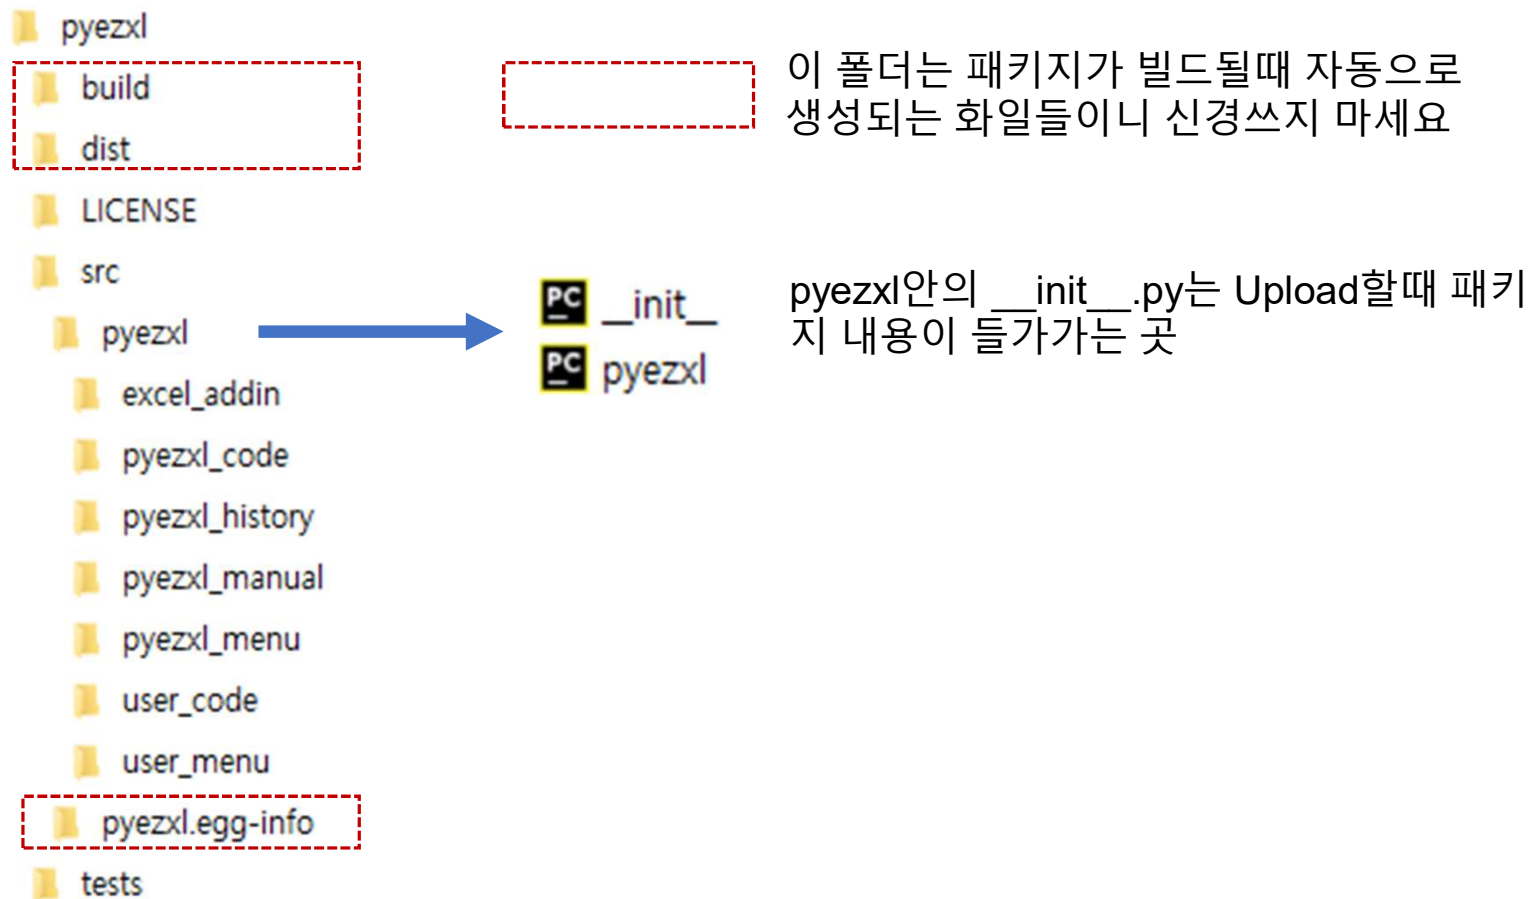 pyezxl
build
dist
LICENSE
src
pyezxl
excel_addin
pyezxl_code
pyezxl_history
pyezxl_manual
pyezxl_menu
user_code
user_menu
pyezxl.egg-info
tests
__init__
pyezxl
이 폴더는 패키지가 빌드될때 자동으로
생성되는 화일들이니 신경쓰지 마세요
pyezxl안의 __init__.py는 Upload할때 패키
지 내용이 들가가는 곳